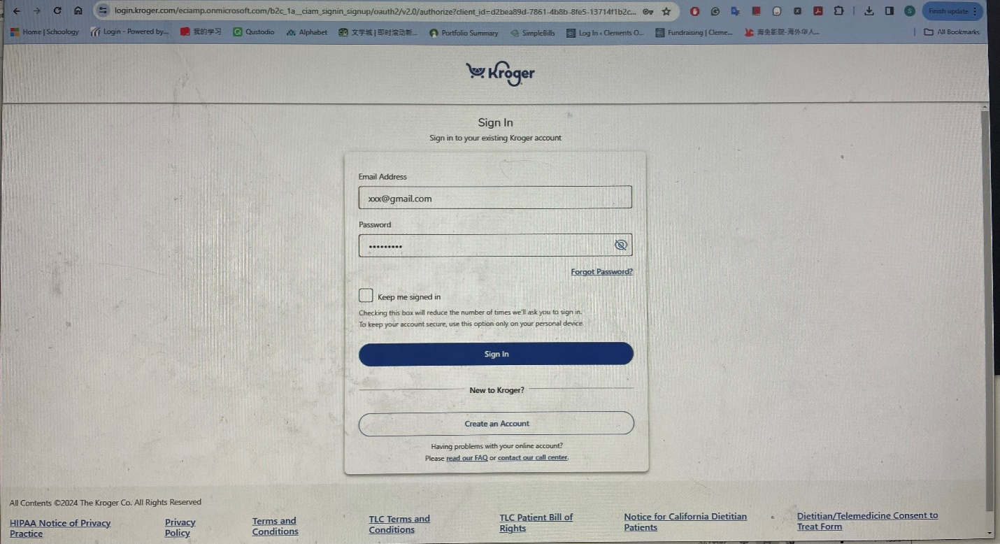 login.kroger.com/eciamp.onmicrosoft.com/b2c_1a__ciam_signin_signup/oauth2/v2.0/authorize?client_id=d2bea89d-7861-4b8b-8fe5-13714f1b2c...
S
Finish update
Home | Schoology
Login - Powered by...
我的学习
Qustodio
Alphabet
文学城 | 即时滚动新...
Portfolio Summary
SimpleBills
Log In ‹ Clements O...
Fundraising | Cleme...
海兔影院-海外华人...
All Bookmarks
Kroger
Sign In
Sign in to your existing Kroger account
Email Address
xxx@gmail.com
Password
•••••••••
Forgot Password?
Keep me signed in
Checking this box will reduce the number of times we'll ask you to sign in.
To keep your account secure, use this option only on your personal device.
Sign In
New to Kroger?
Create an Account
Having problems with your online account?
Please read our FAQ or contact our call center.
All Contents ©2024 The Kroger Co. All Rights Reserved
HIPAA Notice of Privacy
Practice
Privacy
Policy
Terms and
Conditions
TLC Terms and
Conditions
TLC Patient Bill of
Rights
Notice for California Dietitian
Patients
Dietitian/Telemedicine Consent to
Treat Form